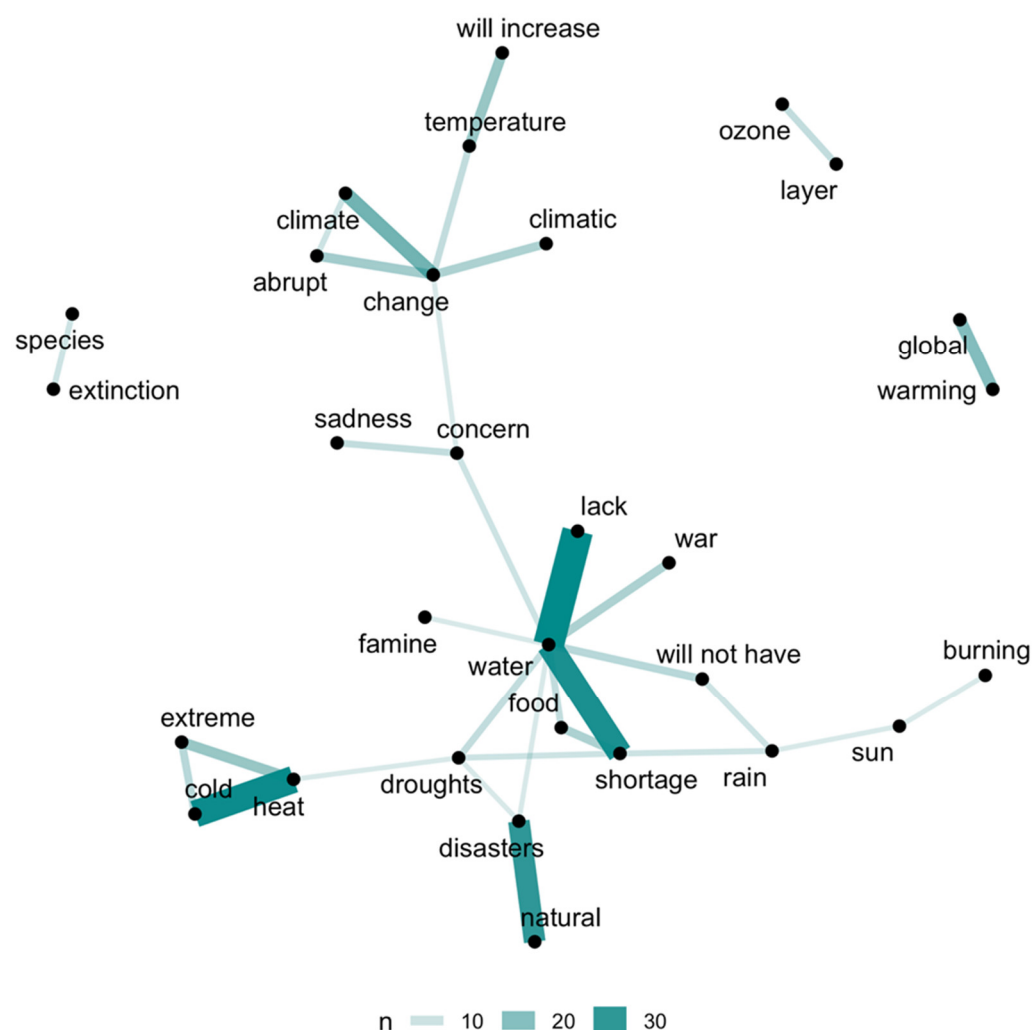 will increase
temperature
ozone
layer
climate
climatic
abrupt
change
species
extinction
global
warming
sadness
concern
lack
war
famine
water
will not have
burning
food
extreme
cold
heat
droughts
shortage
rain
sun
disasters
natural
n 10 20 30